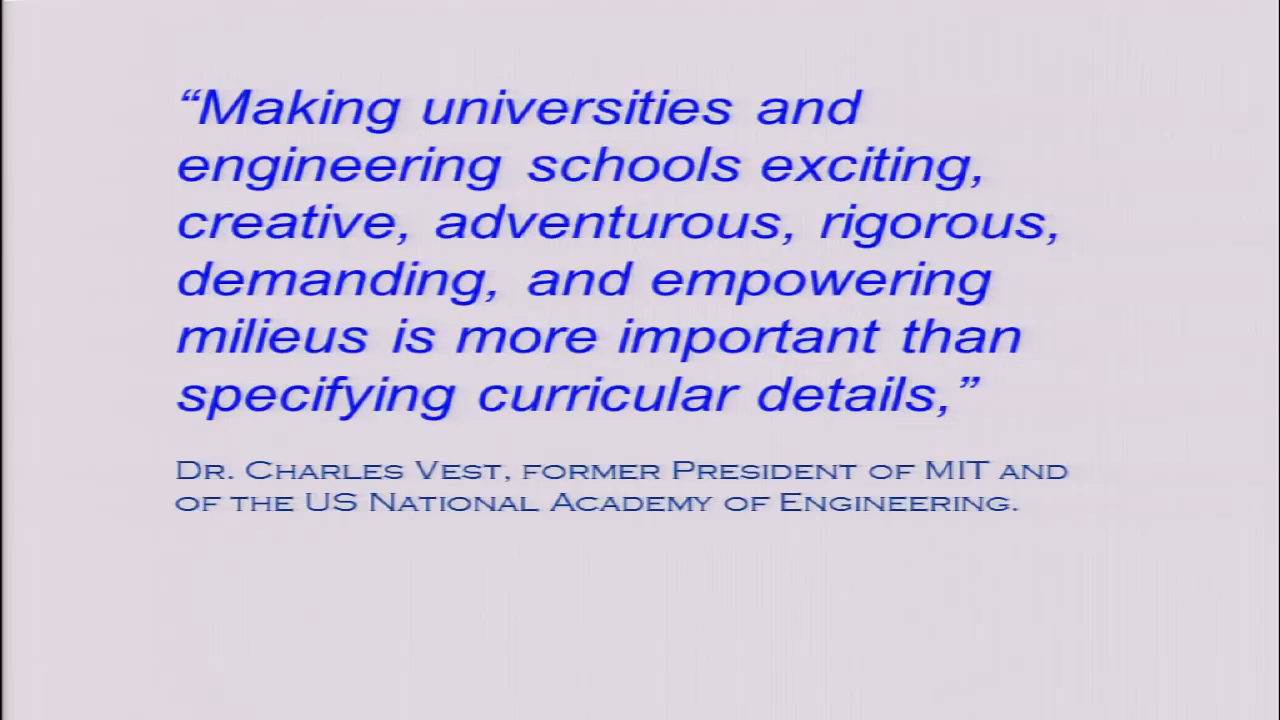 “Making universities and
engineering schools exciting,
creative, adventurous, rigorous,
demanding, and empowering
milieus is more important than
specifying curricular details,”
Dr. Charles Vest, former President of MIT and
of the US National Academy of Engineering.